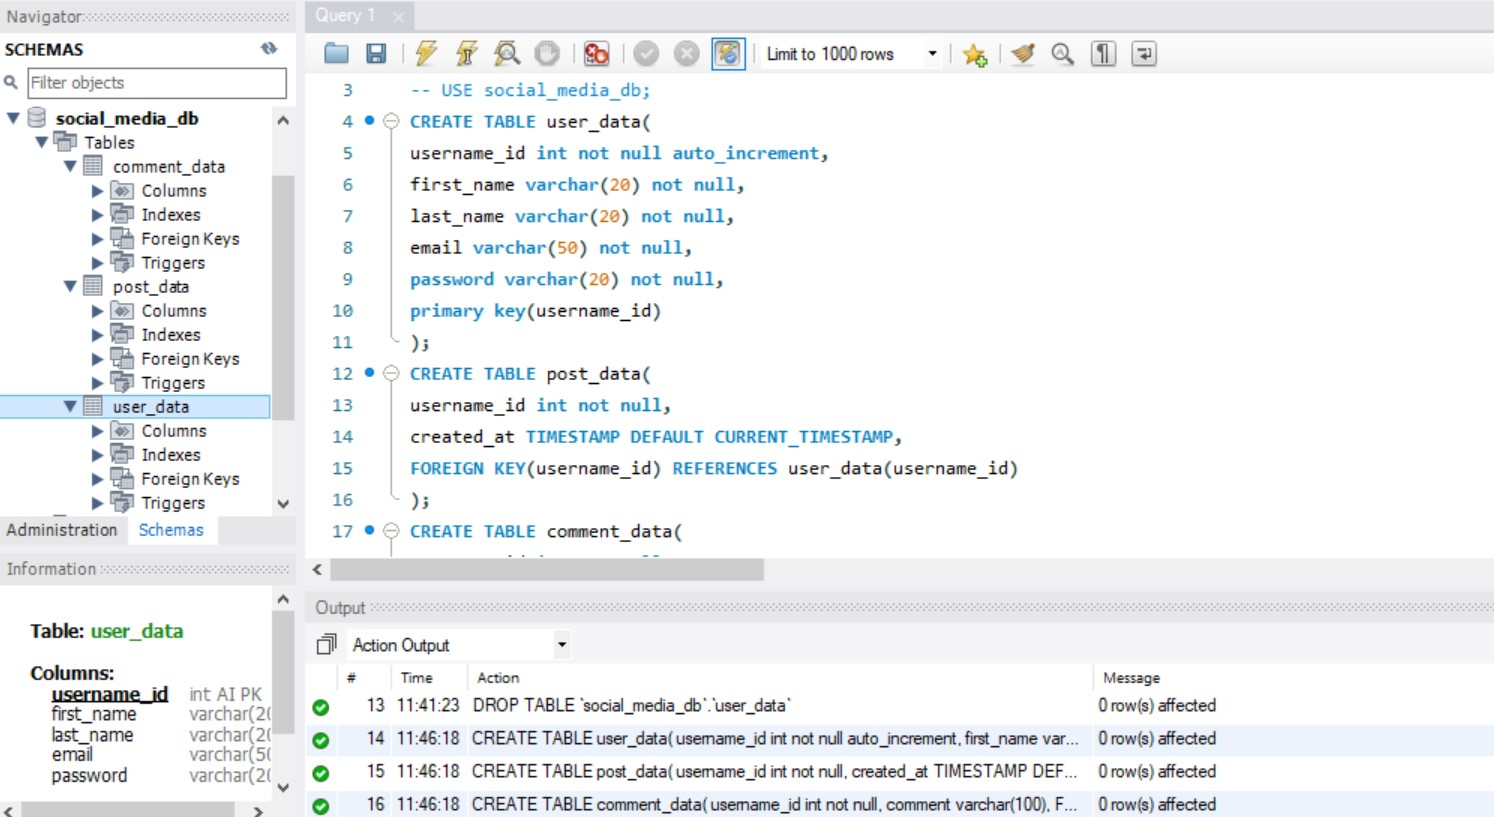 Navigator
SCHEMAS
Filter objects
social_media_db
Tables
comment_data
Columns
Indexes
Foreign Keys
Triggers
post_data
Columns
Indexes
Foreign Keys
Triggers
user_data
Columns
Indexes
Foreign Keys
Triggers
Administration Schemas
Information
Table: user_data
Columns:
username_id int AI PK
first_name varchar(20
last_name varchar(20
email varchar(50
password varchar(20
Query 1
Limit to 1000 rows
3 -- USE social_media_db;
4 CREATE TABLE user_data(
5 username_id int not null auto_increment,
6 first_name varchar(20) not null,
7 last_name varchar(20) not null,
8 email varchar(50) not null,
9 password varchar(20) not null,
10 primary key(username_id)
11 );
12 CREATE TABLE post_data(
13 username_id int not null,
14 created_at TIMESTAMP DEFAULT CURRENT_TIMESTAMP,
15 FOREIGN KEY(username_id) REFERENCES user_data(username_id)
16 );
17 CREATE TABLE comment_data(
Output
Action Output
# Time Action Message
13 11:41:23 DROP TABLE `social_media_db`.`user_data` 0 row(s) affected
14 11:46:18 CREATE TABLE user_data( username_id int not null auto_increment, first_name var... 0 row(s) affected
15 11:46:18 CREATE TABLE post_data( username_id int not null, created_at TIMESTAMP DEF... 0 row(s) affected
16 11:46:18 CREATE TABLE comment_data( username_id int not null, comment varchar(100), F... 0 row(s) affected